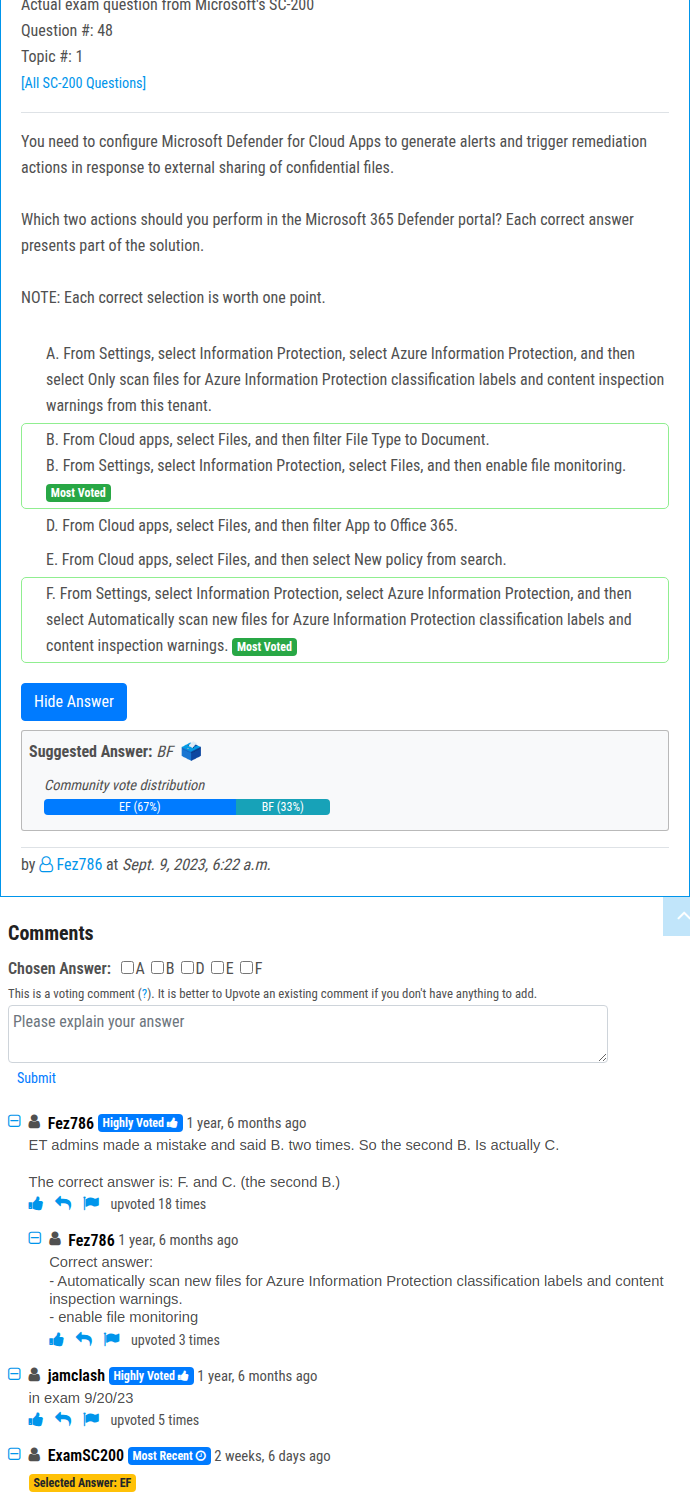 Actual exam question from Microsoft's SC-200
Question #: 48
Topic #: 1
[All SC-200 Questions]
You need to configure Microsoft Defender for Cloud Apps to generate alerts and trigger remediation
actions in response to external sharing of confidential files.
Which two actions should you perform in the Microsoft 365 Defender portal? Each correct answer
presents part of the solution.
NOTE: Each correct selection is worth one point.
A. From Settings, select Information Protection, select Azure Information Protection, and then
select Only scan files for Azure Information Protection classification labels and content inspection
warnings from this tenant.
B. From Cloud apps, select Files, and then filter File Type to Document.
B. From Settings, select Information Protection, select Files, and then enable file monitoring.
Most Voted
D. From Cloud apps, select Files, and then filter App to Office 365.
E. From Cloud apps, select Files, and then select New policy from search.
F. From Settings, select Information Protection, select Azure Information Protection, and then
select Automatically scan new files for Azure Information Protection classification labels and
content inspection warnings. Most Voted
Hide Answer
Suggested Answer: BF
Community vote distribution
EF (67%) BF (33%)
by Fez786 at Sept. 9, 2023, 6:22 a.m.
Comments
Chosen Answer: A B D E F
This is a voting comment (?). It is better to Upvote an existing comment if you don't have anything to add.
Please explain your answer
Submit
Fez786 Highly Voted 1 year, 6 months ago
ET admins made a mistake and said B. two times. So the second B. Is actually C.
The correct answer is: F. and C. (the second B.)
upvoted 18 times
Fez786 1 year, 6 months ago
Correct answer:
- Automatically scan new files for Azure Information Protection classification labels and content
inspection warnings.
- enable file monitoring
upvoted 3 times
jamclash Highly Voted 1 year, 6 months ago
in exam 9/20/23
upvoted 5 times
ExamSC200 Most Recent 2 weeks, 6 days ago
Selected Answer: EF